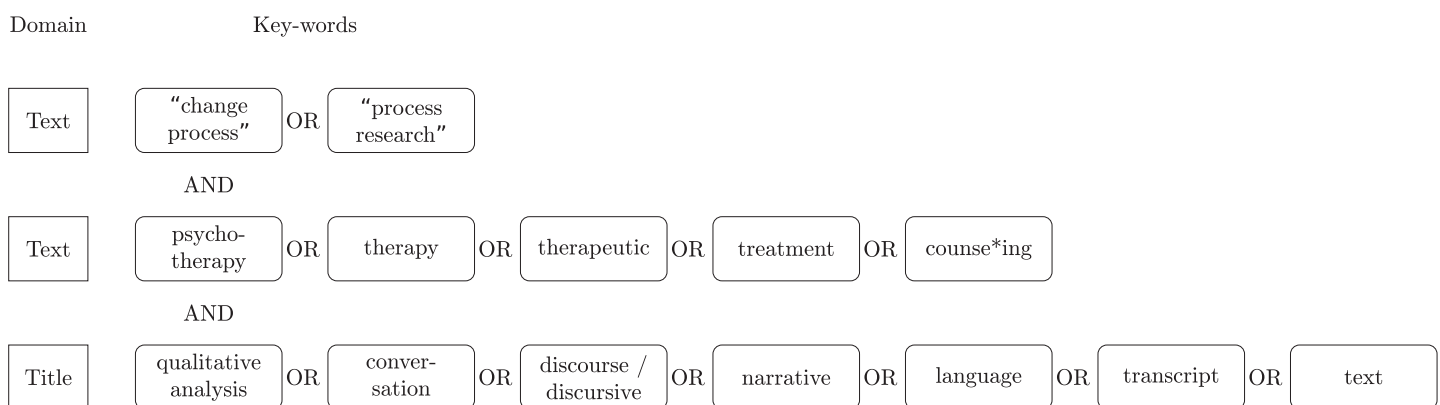 Domain Key-words
Text "change process" OR "process research"
AND
Text psycho-therapy OR therapy OR therapeutic OR treatment OR counse*ing
AND
Title qualitative analysis OR conver-sation OR discourse / discursive OR narrative OR language OR transcript OR text